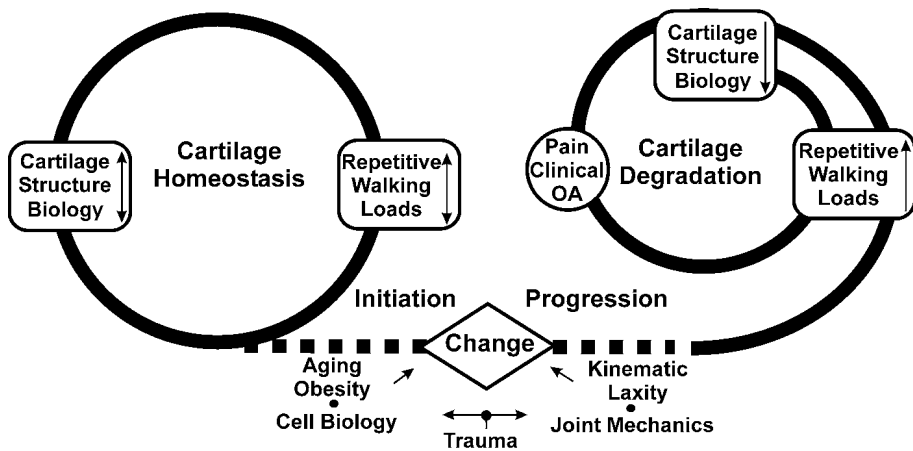 Cartilage
Structure
Biology
Cartilage
Homeostasis
Repetitive
Walking
Loads
Cartilage
Structure
Biology
Pain
Clinical
OA
Cartilage
Degradation
Repetitive
Walking
Loads
Initiation
Progression
Change
Aging
Obesity
Cell Biology
Trauma
Kinematic
Laxity
Joint Mechanics